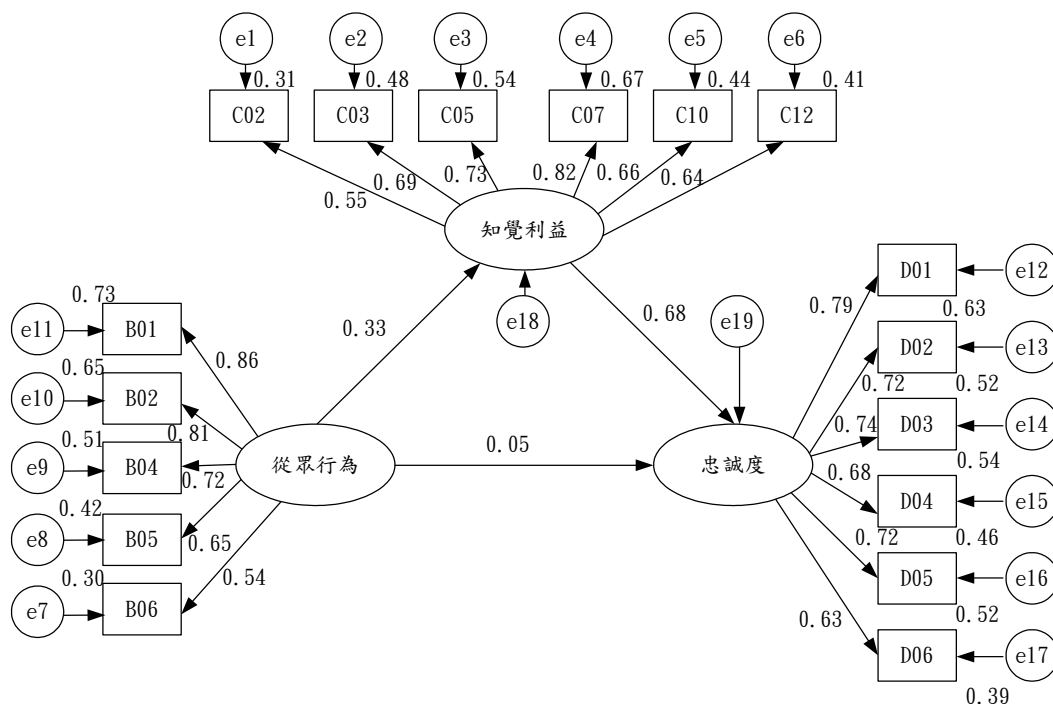 e1
e2
e3
e4
e5
e6
0.31
0.48
0.54
0.67
0.44
0.41
C02
C03
C05
C07
C10
C12
0.55
0.69
0.73
0.82
0.66
0.64
知覺利益
e18
e19
0.33
0.68
0.05
從眾行為
忠誠度
e11
0.73
B01
0.86
e10
0.65
B02
0.81
e9
0.51
B04
0.72
e8
0.42
B05
0.65
e7
0.30
B06
0.54
0.79
D01
e12
0.63
0.72
D02
e13
0.52
0.74
D03
e14
0.54
0.68
D04
e15
0.46
0.72
D05
e16
0.52
0.63
D06
e17
0.39